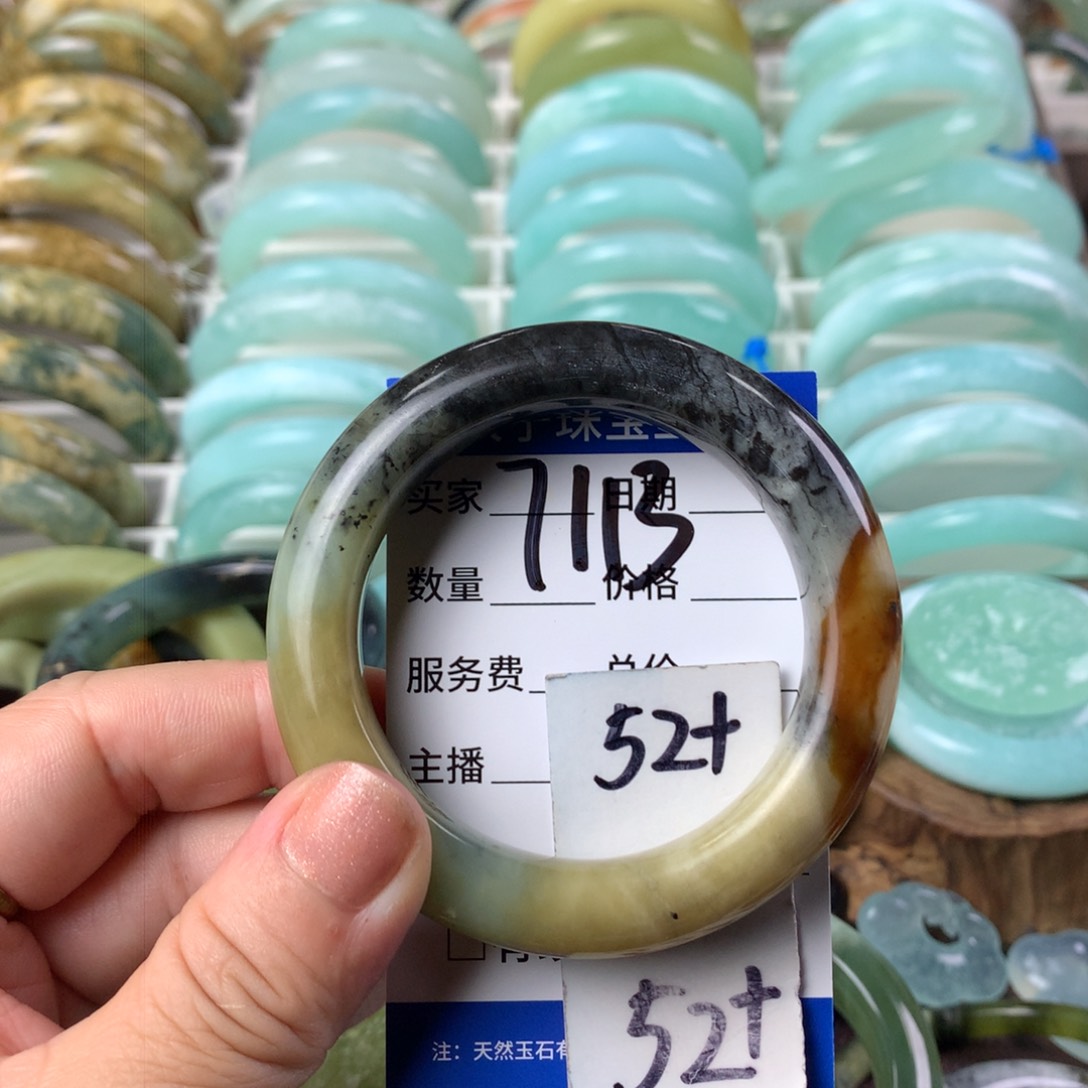 珠宝
7113
买家 日期
数量 价格
服务费 总价
52+
主播
52+
注：天然玉石有